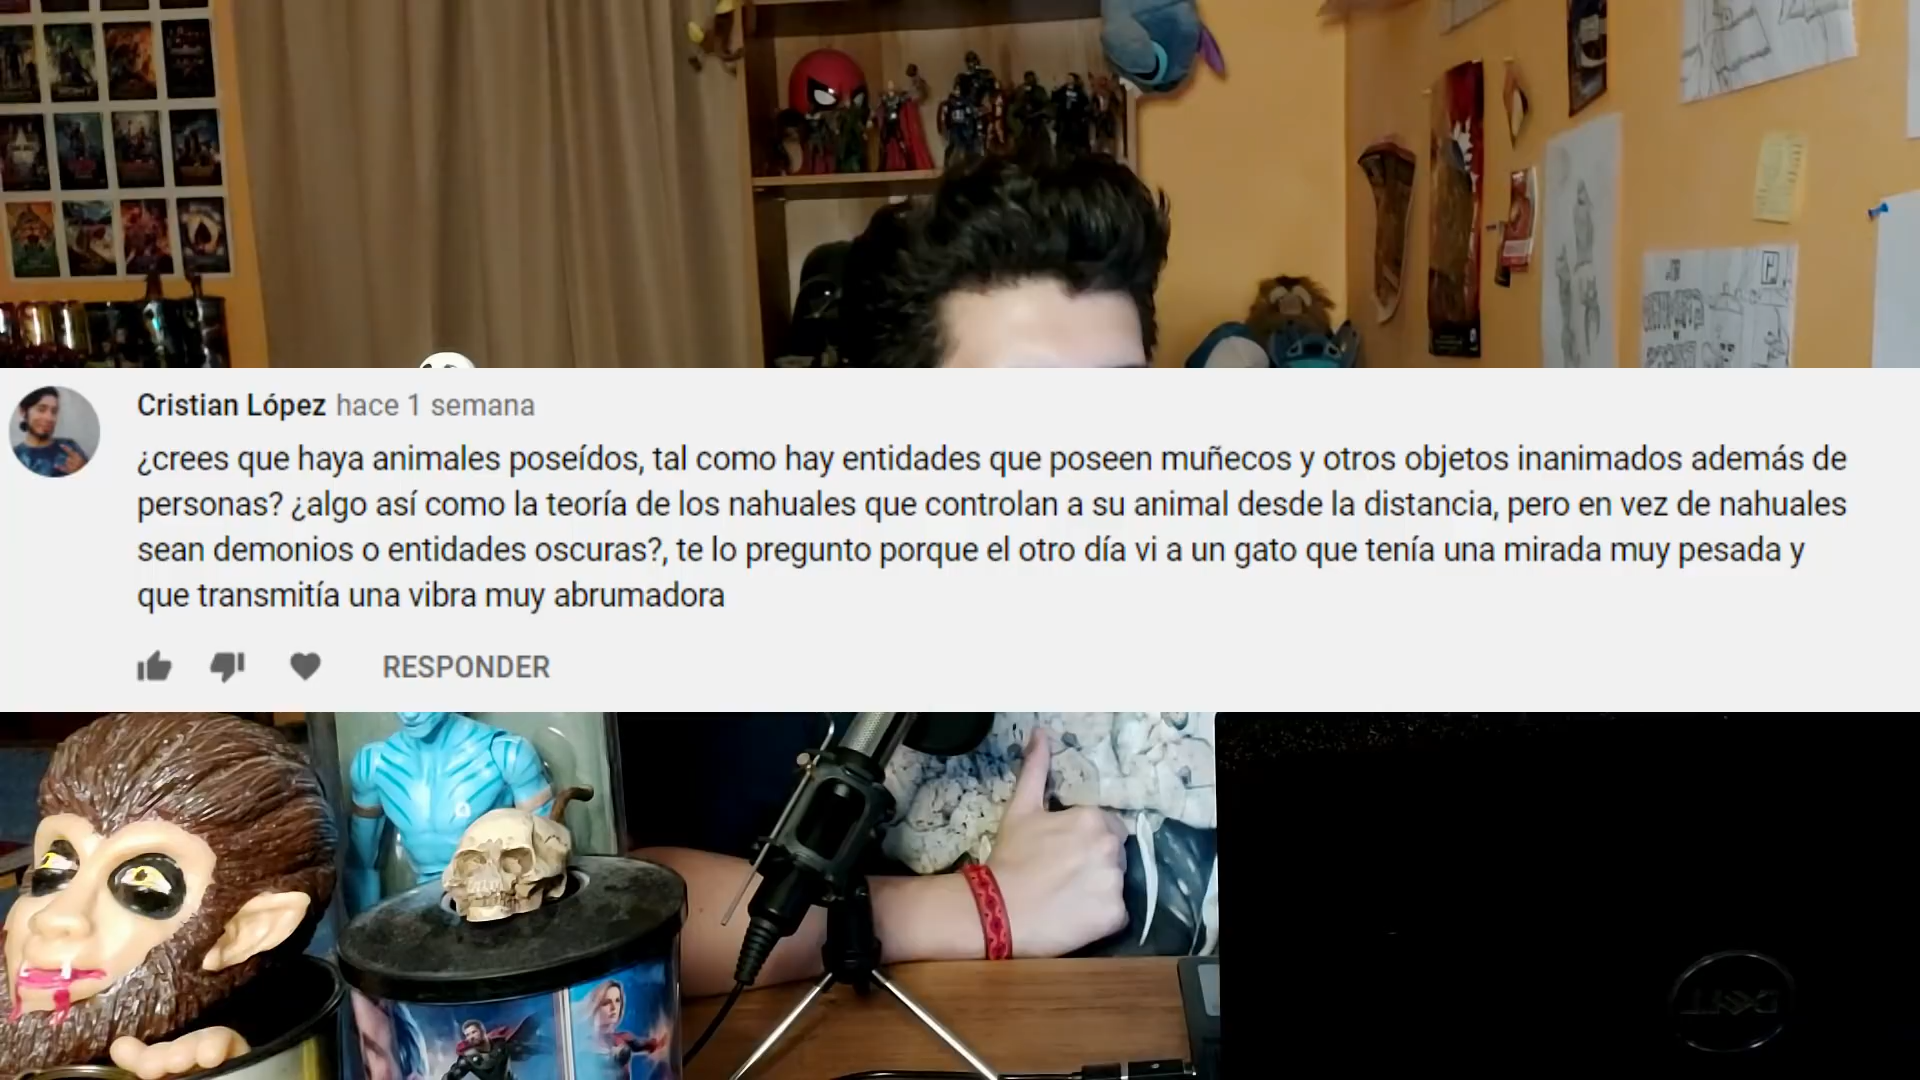 Cristian López hace 1 semana
¿crees que haya animales poseídos, tal como hay entidades que poseen muñecos y otros objetos inanimados además de
personas? ¿algo así como la teoría de los nahuales que controlan a su animal desde la distancia, pero en vez de nahuales
sean demonios o entidades oscuras?, te lo pregunto porque el otro día vi a un gato que tenía una mirada muy pesada y
que transmitía una vibra muy abrumadora
RESPONDER